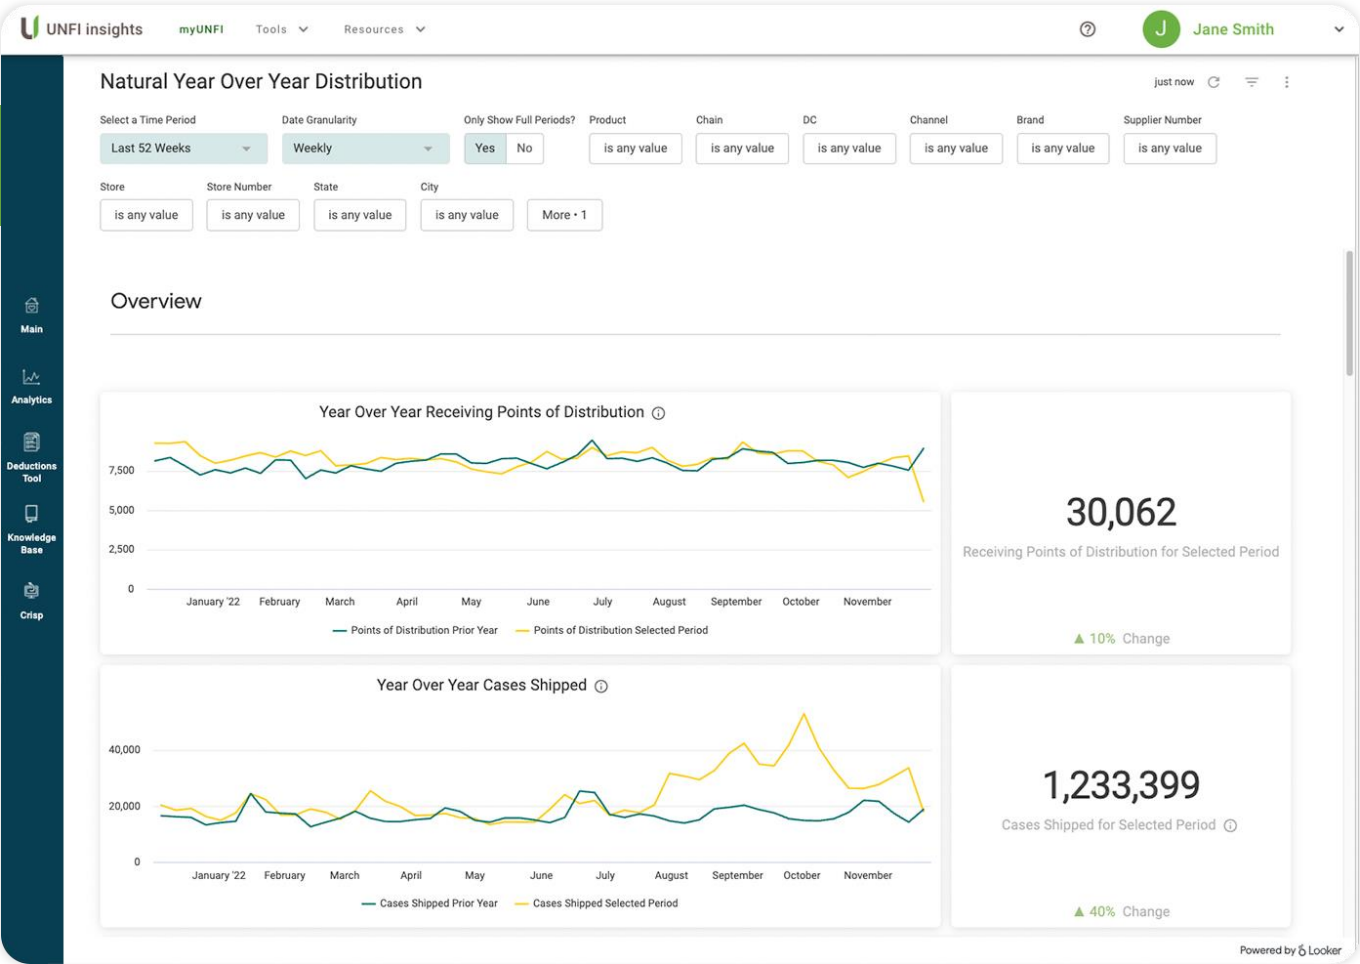 UNFI insights
myUNFI
Tools
Resources
J
Jane Smith
Natural Year Over Year Distribution
just now
Select a Time Period
Date Granularity
Only Show Full Periods?
Product
Chain
DC
Channel
Brand
Supplier Number
Last 52 Weeks
Weekly
Yes
No
is any value
is any value
is any value
is any value
is any value
is any value
Store
Store Number
State
City
is any value
is any value
is any value
is any value
More • 1
Main
Analytics
Deductions
Tool
Knowledge
Base
Crisp
Overview
Year Over Year Receiving Points of Distribution
7,500
5,000
2,500
0
January '22 February March April May June July August September October November
Points of Distribution Prior Year
Points of Distribution Selected Period
30,062
Receiving Points of Distribution for Selected Period
▲ 10% Change
Year Over Year Cases Shipped
40,000
20,000
0
January '22 February March April May June July August September October November
Cases Shipped Prior Year
Cases Shipped Selected Period
1,233,399
Cases Shipped for Selected Period
▲ 40% Change
Powered by Looker